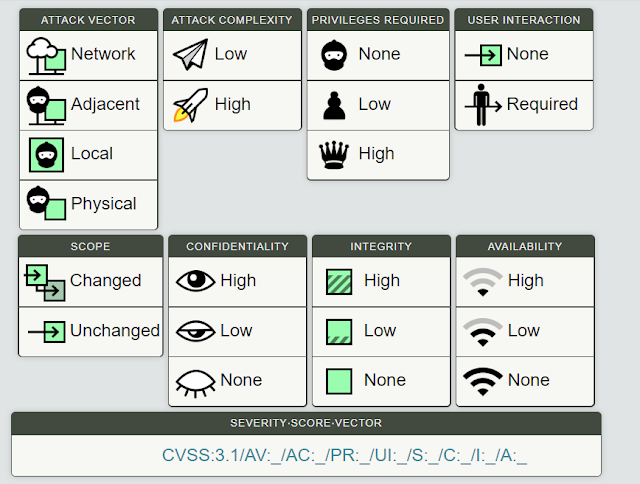 ATTACK VECTOR
Network
Adjacent
Local
Physical
ATTACK COMPLEXITY
Low
High
PRIVILEGES REQUIRED
None
Low
High
USER INTERACTION
None
Required
SCOPE
Changed
Unchanged
CONFIDENTIALITY
High
Low
None
INTEGRITY
High
Low
None
AVAILABILITY
High
Low
None
SEVERITY·SCORE·VECTOR
CVSS:3.1/AV:_/AC:_/PR:_/UI:_/S:_/C:_/I:_/A:_